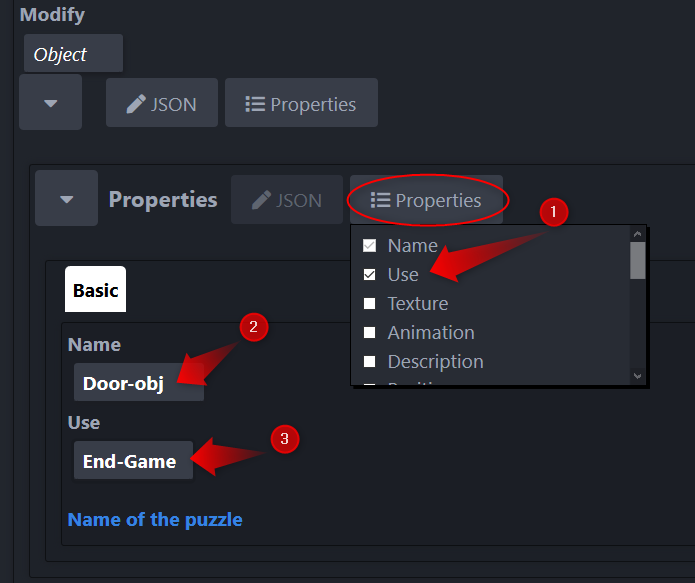 Modify
Object
JSON
Properties
Properties
JSON
Properties
1
Name
Use
Texture
Animation
Description
Basic
2
Name
Door-obj
Use
3
End-Game
Name of the puzzle